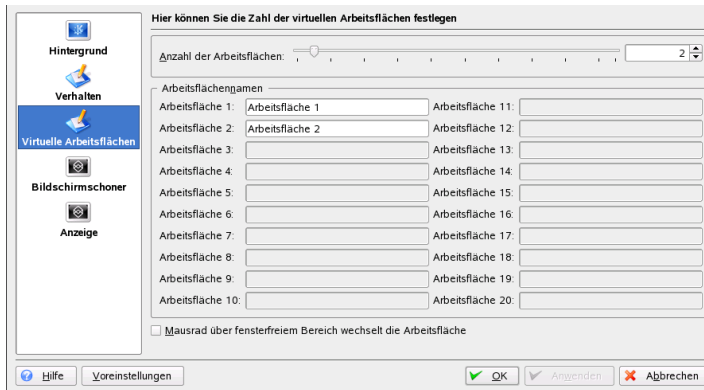 Hier können Sie die Zahl der virtuellen Arbeitsflächen festlegen
Hintergrund
Verhalten
Virtuelle Arbeitsflächen
Bildschirmschoner
Anzeige
Anzahl der Arbeitsflächen: 2
Arbeitsflächennamen
Arbeitsfläche 1: Arbeitsfläche 1 Arbeitsfläche 11:
Arbeitsfläche 2: Arbeitsfläche 2 Arbeitsfläche 12:
Arbeitsfläche 3: Arbeitsfläche 13:
Arbeitsfläche 4: Arbeitsfläche 14:
Arbeitsfläche 5: Arbeitsfläche 15:
Arbeitsfläche 6: Arbeitsfläche 16:
Arbeitsfläche 7: Arbeitsfläche 17:
Arbeitsfläche 8: Arbeitsfläche 18:
Arbeitsfläche 9: Arbeitsfläche 19:
Arbeitsfläche 10: Arbeitsfläche 20:
Mausrad über fensterfreiem Bereich wechselt die Arbeitsfläche
Hilfe Voreinstellungen OK Anwenden Abbrechen